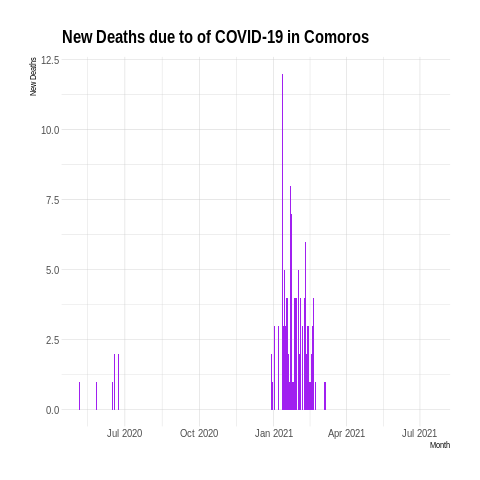 New Deaths due to of COVID-19 in Comoros
New Deaths
12.5
10.0
7.5
5.0
2.5
0.0
Jul 2020 Oct 2020 Jan 2021 Apr 2021 Jul 2021
Month